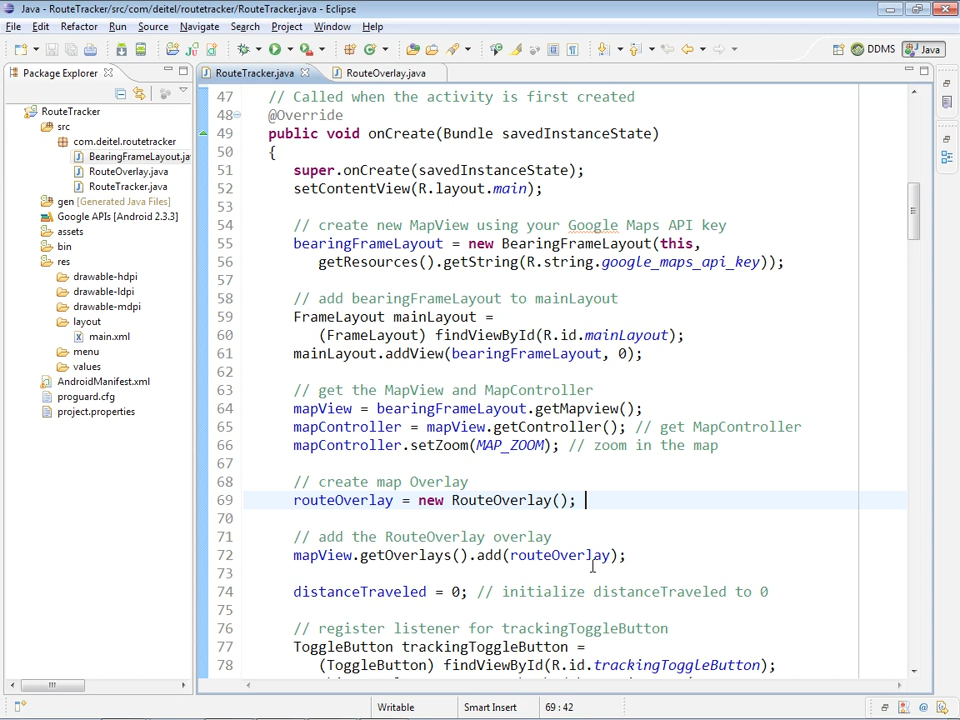 Java - RouteTracker/src/com/deitel/routetracker/RouteTracker.java - Eclipse
File Edit Refactor Run Source Navigate Search Project Window Help
DDMS Java
Package Explorer
RouteTracker.java RouteOverlay.java
RouteTracker
src
com.deitel.routetracker
BearingFrameLayout.ja
RouteOverlay.java
RouteTracker.java
gen [Generated Java Files]
Google APIs [Android 2.3.3]
assets
bin
res
drawable-hdpi
drawable-ldpi
drawable-mdpi
layout
main.xml
menu
values
AndroidManifest.xml
proguard.cfg
project.properties
47 // Called when the activity is first created
48 @Override
49 public void onCreate(Bundle savedInstanceState)
50 {
51 super.onCreate(savedInstanceState);
52 setContentView(R.layout.main);
53
54 // create new MapView using your Google Maps API key
55 bearingFrameLayout = new BearingFrameLayout(this,
56 getResources().getString(R.string.google_maps_api_key));
57
58 // add bearingFrameLayout to mainLayout
59 FrameLayout mainLayout =
60 (FrameLayout) findViewById(R.id.mainLayout);
61 mainLayout.addView(bearingFrameLayout, 0);
62
63 // get the MapView and MapController
64 mapView = bearingFrameLayout.getMapview();
65 mapController = mapView.getController(); // get MapController
66 mapController.setZoom(MAP_ZOOM); // zoom in the map
67
68 // create map Overlay
69 routeOverlay = new RouteOverlay();
70
71 // add the RouteOverlay overlay
72 mapView.getOverlays().add(routeOverlay);
73
74 distanceTraveled = 0; // initialize distanceTraveled to 0
75
76 // register listener for trackingToggleButton
77 ToggleButton trackingToggleButton =
78 (ToggleButton) findViewById(R.id.trackingToggleButton);
Writable Smart Insert 69 : 42